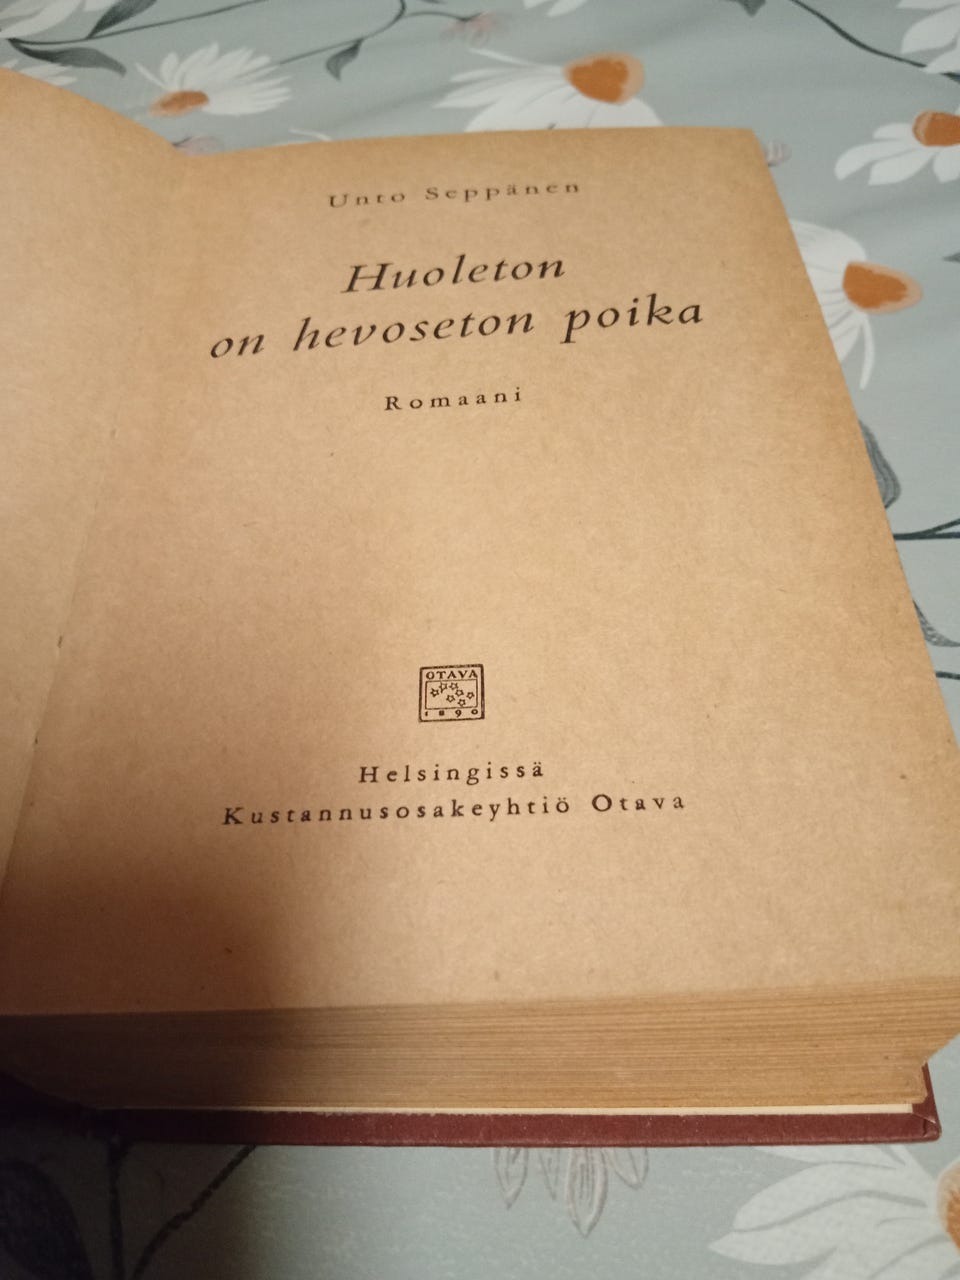 Unto Seppänen
Huoleton
on hevoseton poika
Romaani
OTAVA
1890
Helsingissä
Kustannusosakeyhtiö Otava